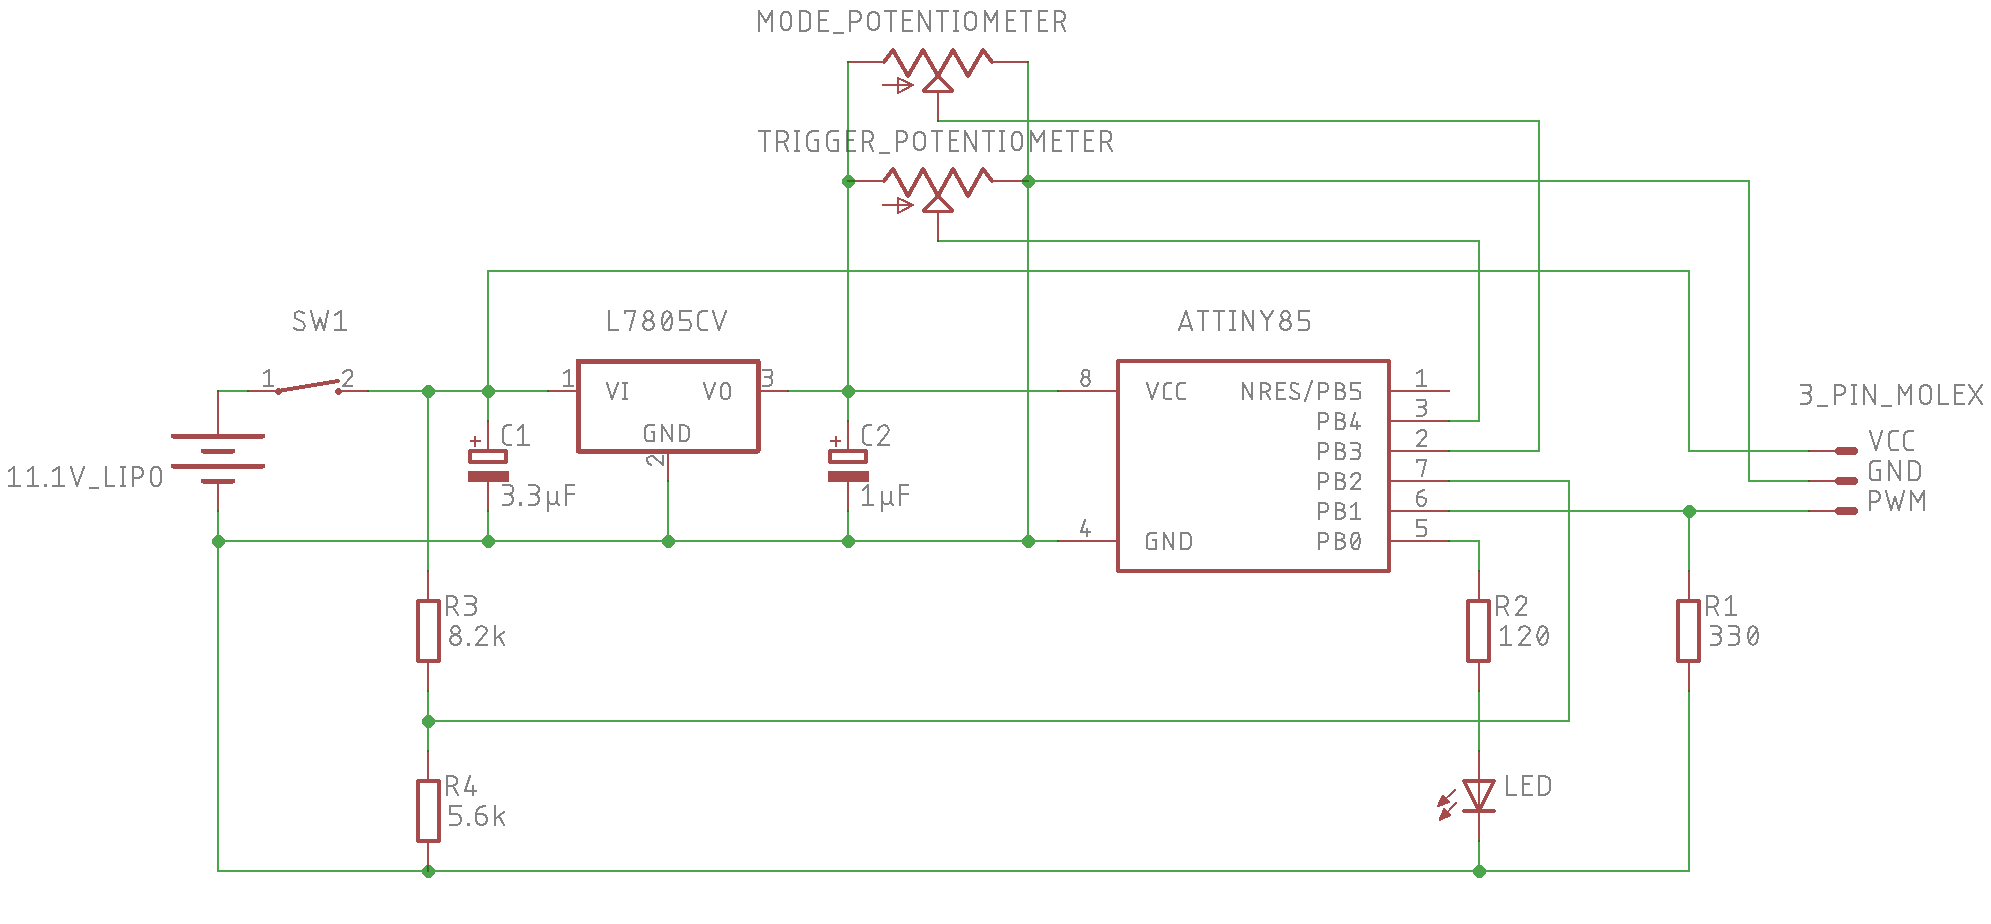 MODE_POTENTIOMETER
TRIGGER_POTENTIOMETER
SW1
L7805CV
ATTINY85
1
2
1
VI
VO
3
GND
2
8
VCC
NRES/PB5
1
PB4
3
PB3
2
PB2
7
PB1
6
PB0
5
4
GND
3_PIN_MOLEX
VCC
GND
PWM
11.1V_LIPO
+
C1
3.3µF
+
C2
1µF
R3
8.2k
R2
120
R1
330
R4
5.6k
LED